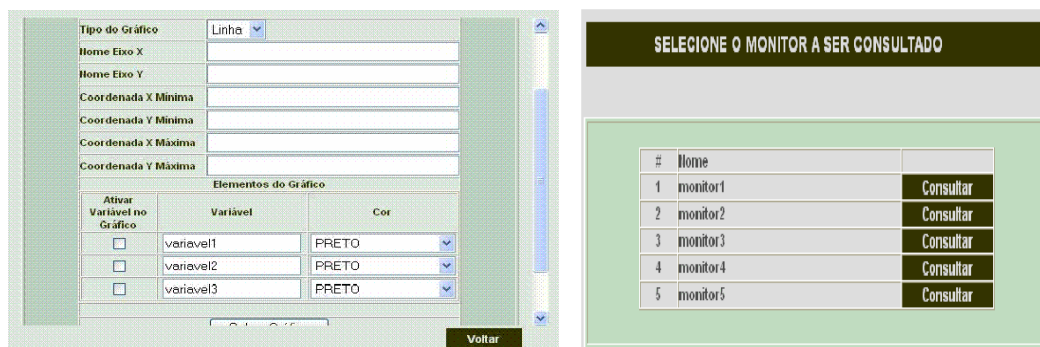 Tipo do Gráfico Linha
Nome Eixo X
Nome Eixo Y
Coordenada X Mínima
Coordenada Y Mínima
Coordenada X Máxima
Coordenada Y Máxima
Elementos do Gráfico
Ativar
Variável no
Gráfico
Variável Cor
variavel1 PRETO
variavel2 PRETO
variavel3 PRETO
Voltar
SELECIONE O MONITOR A SER CONSULTADO
# Nome
1 monitor1 Consultar
2 monitor2 Consultar
3 monitor3 Consultar
4 monitor4 Consultar
5 monitor5 Consultar